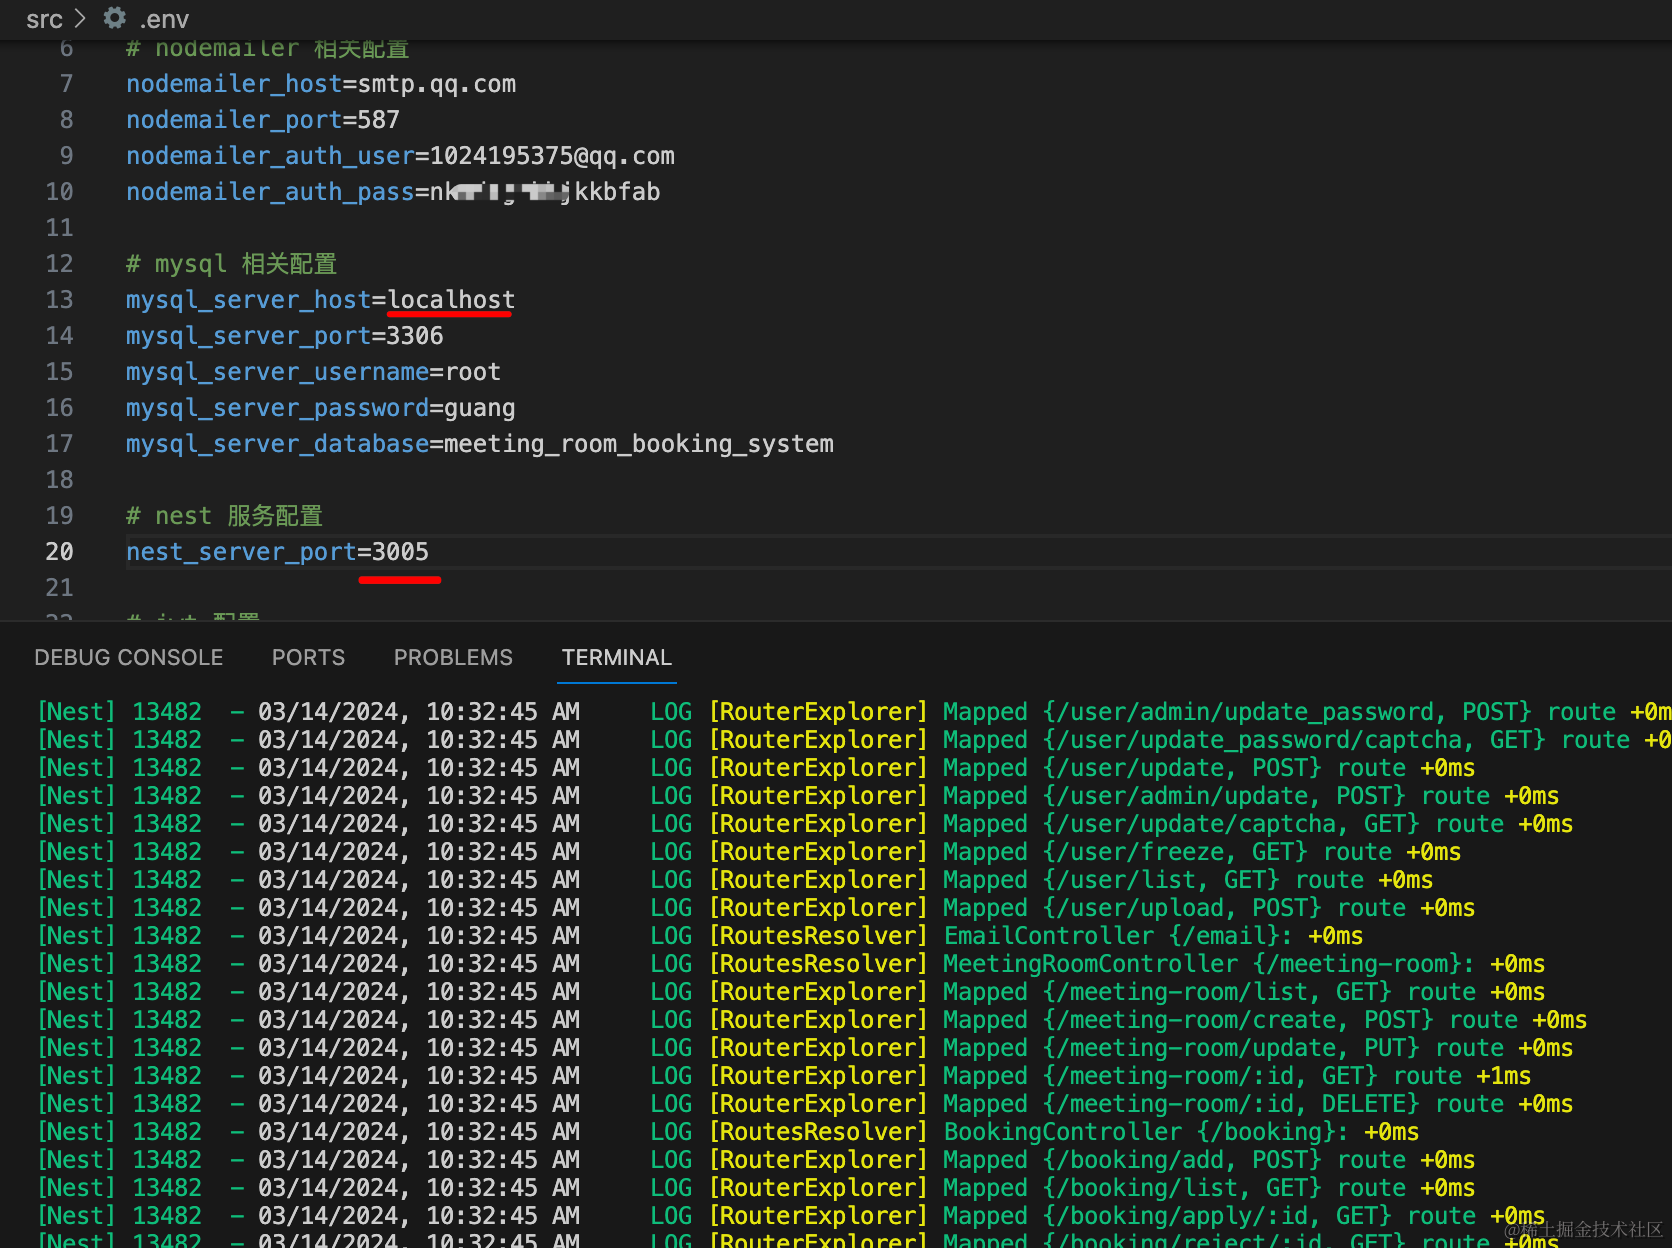 src > .env
6 # nodemailer 相关配置
7 nodemailer_host=smtp.qq.com
8 nodemailer_port=587
9 nodemailer_auth_user=1024195375@qq.com
10 nodemailer_auth_pass= jkkbfab
11
12 # mysql 相关配置
13 mysql_server_host=localhost
14 mysql_server_port=3306
15 mysql_server_username=root
16 mysql_server_password=guang
17 mysql_server_database=meeting_room_booking_system
18
19 # nest 服务配置
20 nest_server_port=3005
21
22 # jwt 配置
DEBUG CONSOLE PORTS PROBLEMS TERMINAL
[Nest] 13482 - 03/14/2024, 10:32:45 AM LOG [RouterExplorer] Mapped {/user/admin/update_password, POST} route +0m
[Nest] 13482 - 03/14/2024, 10:32:45 AM LOG [RouterExplorer] Mapped {/user/update_password/captcha, GET} route +0
[Nest] 13482 - 03/14/2024, 10:32:45 AM LOG [RouterExplorer] Mapped {/user/update, POST} route +0ms
[Nest] 13482 - 03/14/2024, 10:32:45 AM LOG [RouterExplorer] Mapped {/user/admin/update, POST} route +0ms
[Nest] 13482 - 03/14/2024, 10:32:45 AM LOG [RouterExplorer] Mapped {/user/update/captcha, GET} route +0ms
[Nest] 13482 - 03/14/2024, 10:32:45 AM LOG [RouterExplorer] Mapped {/user/freeze, GET} route +0ms
[Nest] 13482 - 03/14/2024, 10:32:45 AM LOG [RouterExplorer] Mapped {/user/list, GET} route +0ms
[Nest] 13482 - 03/14/2024, 10:32:45 AM LOG [RouterExplorer] Mapped {/user/upload, POST} route +0ms
[Nest] 13482 - 03/14/2024, 10:32:45 AM LOG [RoutesResolver] EmailController {/email}: +0ms
[Nest] 13482 - 03/14/2024, 10:32:45 AM LOG [RoutesResolver] MeetingRoomController {/meeting-room}: +0ms
[Nest] 13482 - 03/14/2024, 10:32:45 AM LOG [RouterExplorer] Mapped {/meeting-room/list, GET} route +0ms
[Nest] 13482 - 03/14/2024, 10:32:45 AM LOG [RouterExplorer] Mapped {/meeting-room/create, POST} route +0ms
[Nest] 13482 - 03/14/2024, 10:32:45 AM LOG [RouterExplorer] Mapped {/meeting-room/update, PUT} route +0ms
[Nest] 13482 - 03/14/2024, 10:32:45 AM LOG [RouterExplorer] Mapped {/meeting-room/:id, GET} route +1ms
[Nest] 13482 - 03/14/2024, 10:32:45 AM LOG [RouterExplorer] Mapped {/meeting-room/:id, DELETE} route +0ms
[Nest] 13482 - 03/14/2024, 10:32:45 AM LOG [RoutesResolver] BookingController {/booking}: +0ms
[Nest] 13482 - 03/14/2024, 10:32:45 AM LOG [RouterExplorer] Mapped {/booking/add, POST} route +0ms
[Nest] 13482 - 03/14/2024, 10:32:45 AM LOG [RouterExplorer] Mapped {/booking/list, GET} route +0ms
[Nest] 13482 - 03/14/2024, 10:32:45 AM LOG [RouterExplorer] Mapped {/booking/apply/:id, GET} route +0ms
[Nest] 13482 - 03/14/2024, 10:32:45 AM LOG [RouterExplorer] Mapped {/booking/reject/:id, GET} route +0ms
@稀土掘金技术社区